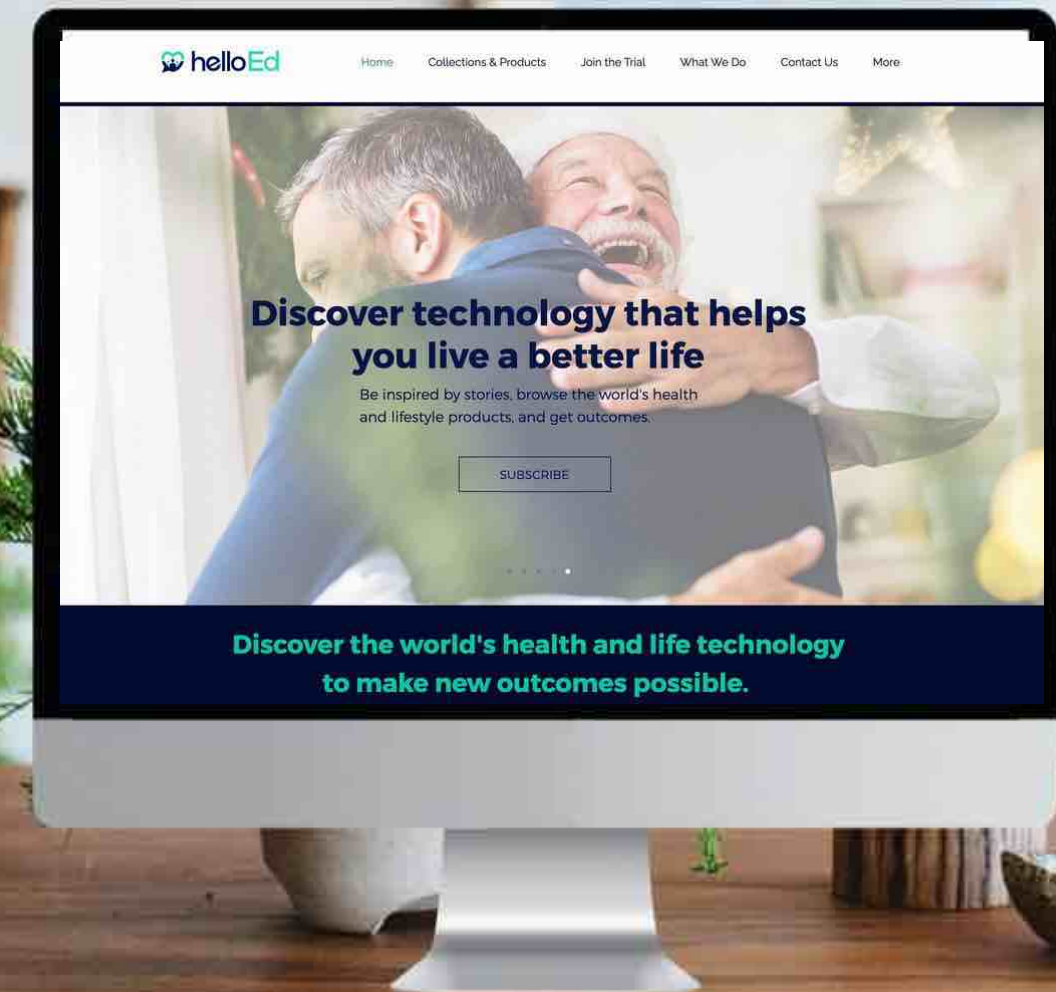 helloEd
Home Collections & Products Join the Trial What We Do Contact Us More
Discover technology that helps
you live a better life
Be inspired by stories, browse the world's health
and lifestyle products, and get outcomes.
SUBSCRIBE
Discover the world's health and life technology
to make new outcomes possible.